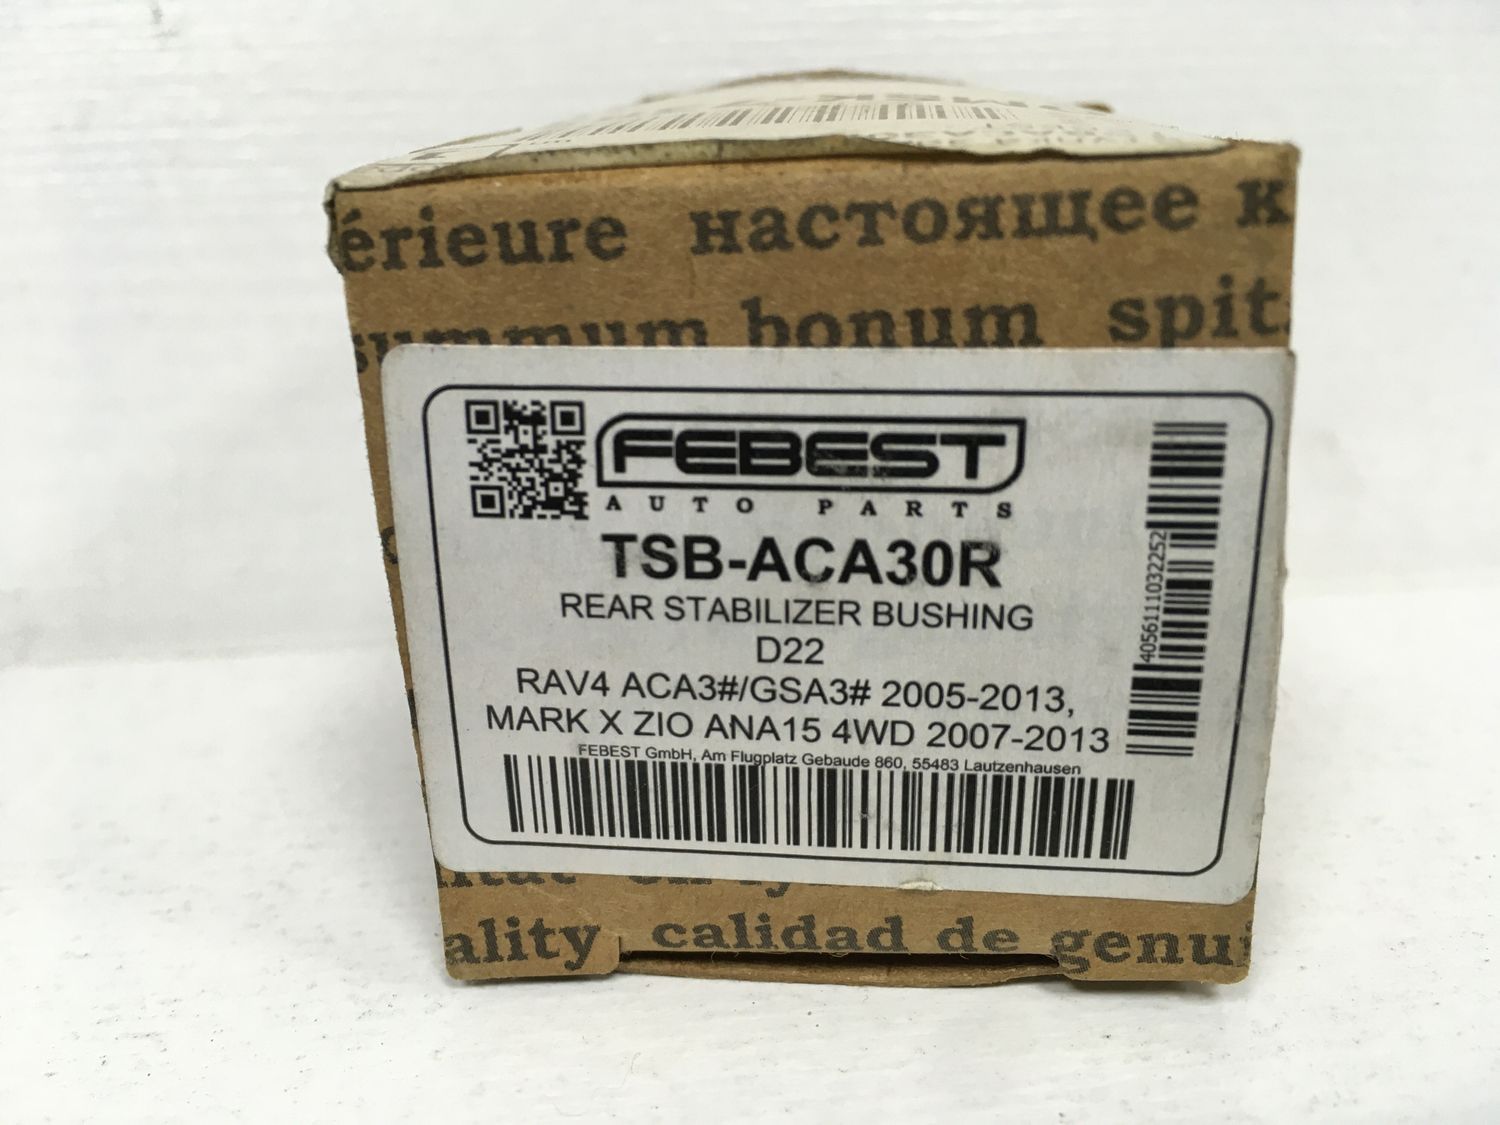 érieure настоящее к
summum bonum spit
FEBEST
AUTO PARTS
TSB-ACA30R
REAR STABILIZER BUSHING
D22
RAV4 ACA3#/GSA3# 2005-2013,
MARK X ZIO ANA15 4WD 2007-2013
FEBEST GmbH, Am Flugplatz Gebaude 860, 55483 Lautzenhausen
4056111032252
ality calidad de genui